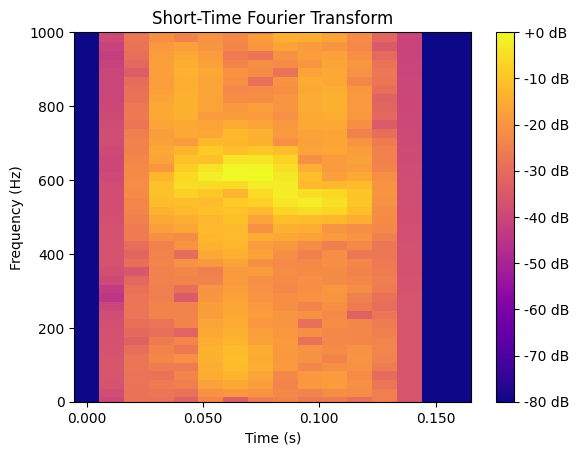 Short-Time Fourier Transform
1000
800
600
400
200
0
Frequency (Hz)
0.000
0.050
0.100
0.150
Time (s)
+0 dB
-10 dB
-20 dB
-30 dB
-40 dB
-50 dB
-60 dB
-70 dB
-80 dB